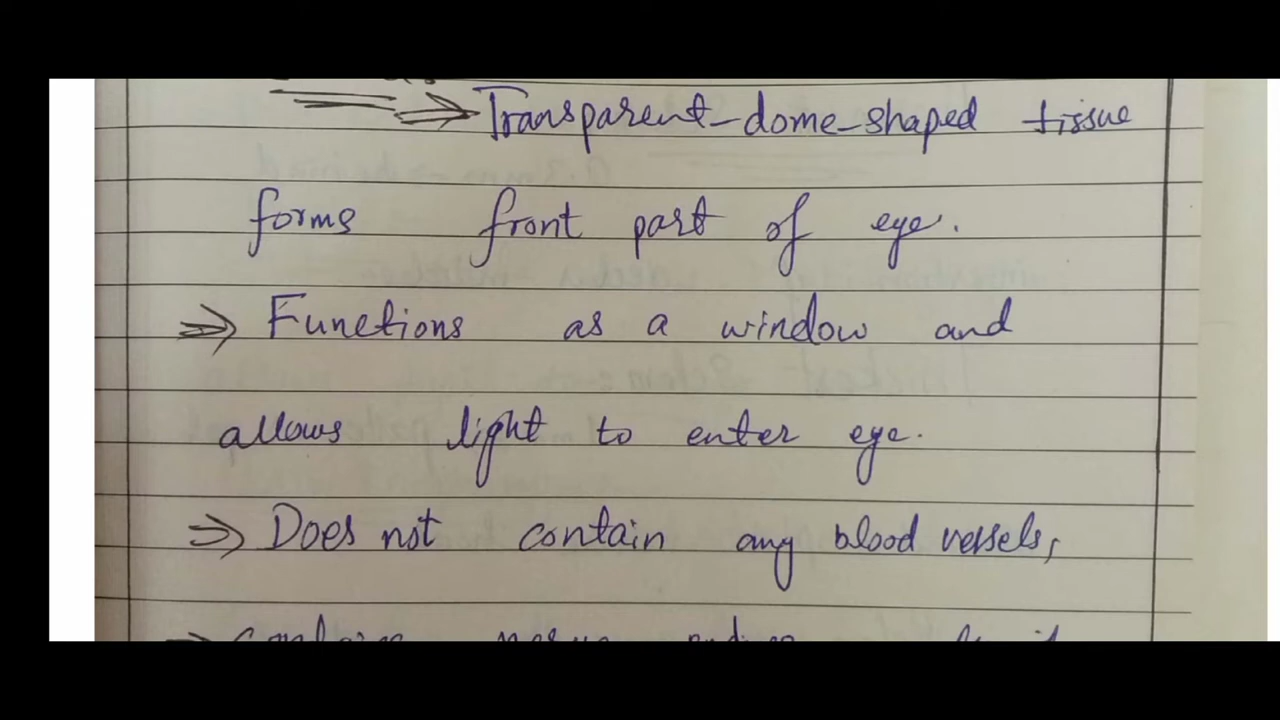 ⇒ Transparent-dome-shaped tissue
forms front part of eye.
⇒ Functions as a window and
allows light to enter eye.
⇒ Does not contain any blood vessels,